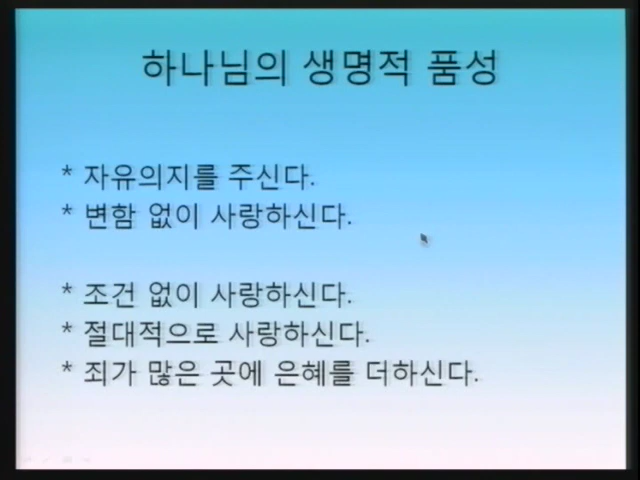 하나님의 생명적 품성
* 자유의지를 주신다.
* 변함 없이 사랑하신다.
* 조건 없이 사랑하신다.
* 절대적으로 사랑하신다.
* 죄가 많은 곳에 은혜를 더하신다.